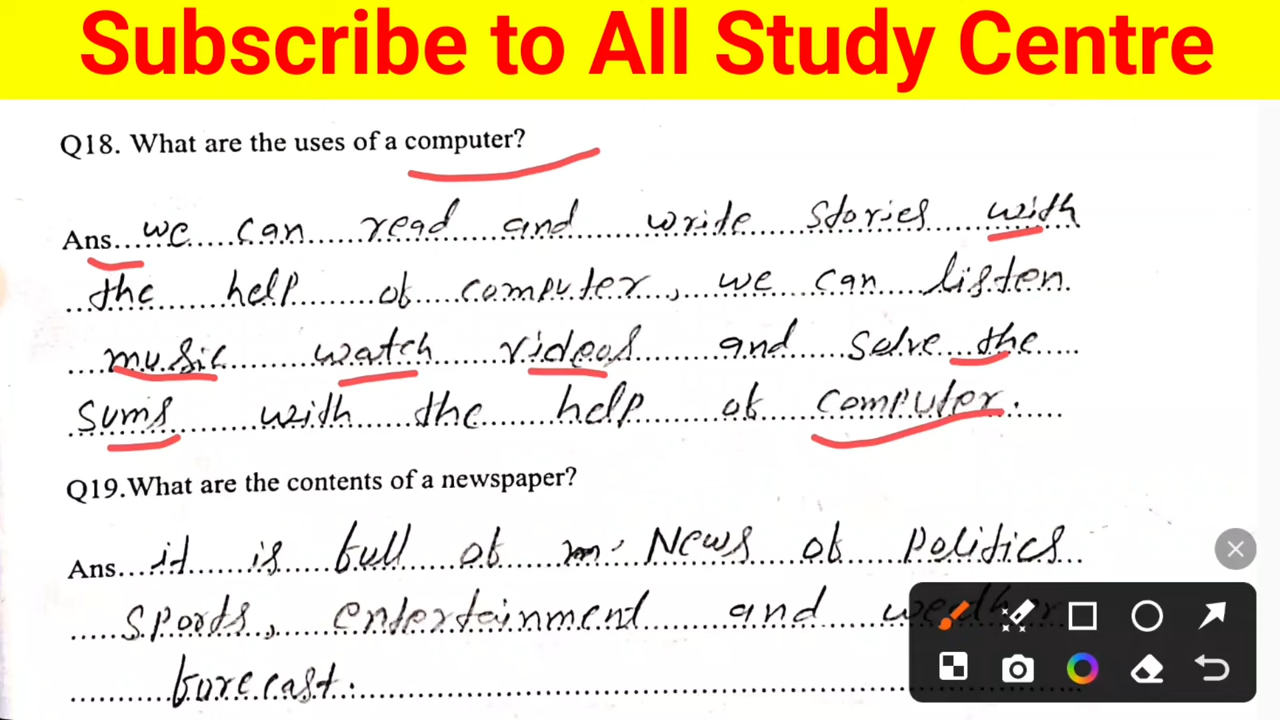 Subscribe to All Study Centre
Q18. What are the uses of a computer?
Ans...we can read and write stories with
the help of computer, we can listen
music watch videos and solve the
sums with the help of computer.
Q19.What are the contents of a newspaper?
Ans...it is full of News of Politics
sports, entertainment and weather
forecast.